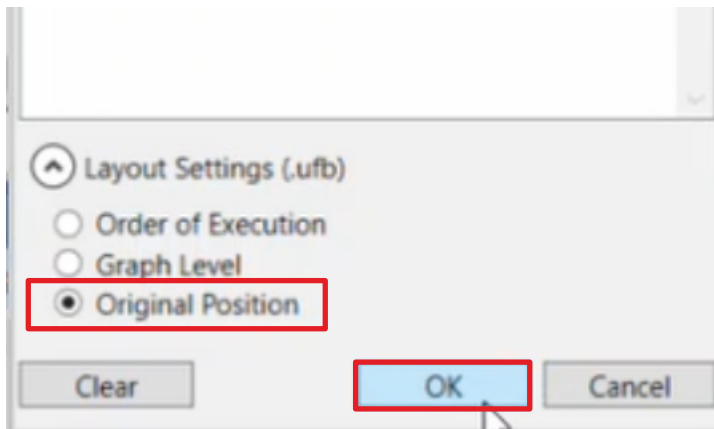 Layout Settings (.ufb)
Order of Execution
Graph Level
Original Position
Clear OK Cancel